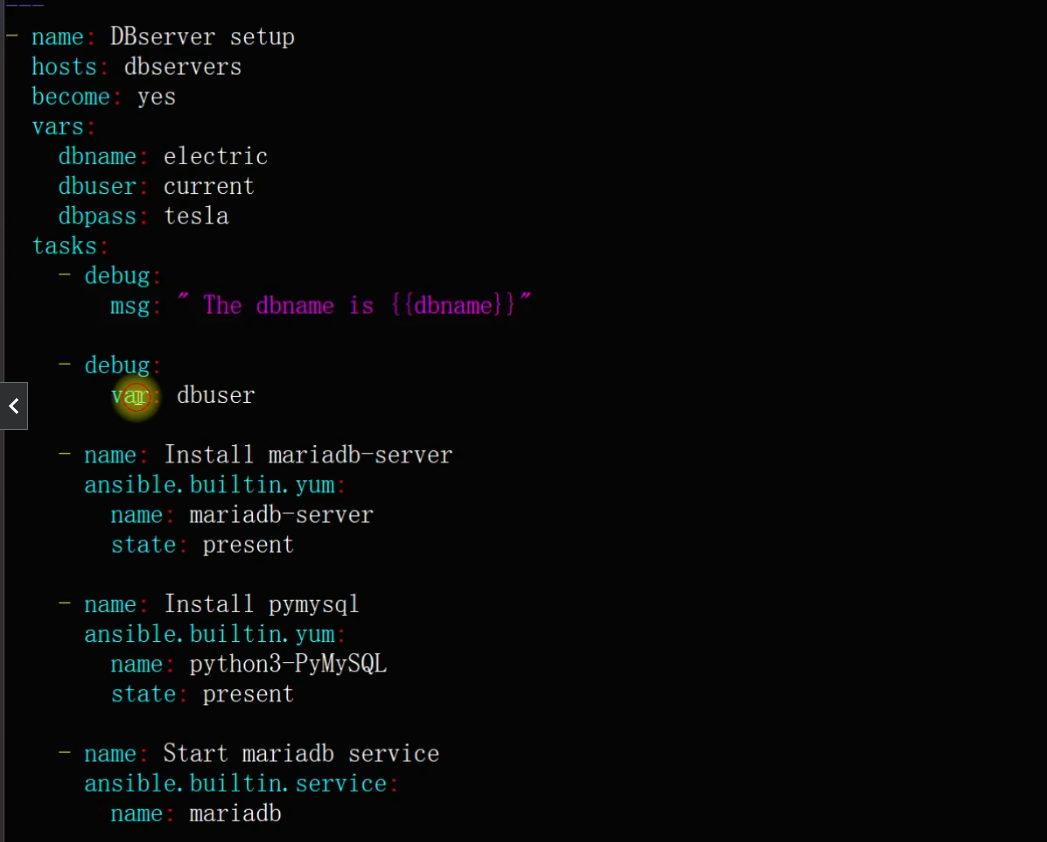 ---
- name: DBserver setup
  hosts: dbservers
  become: yes
  vars:
    dbname: electric
    dbuser: current
    dbpass: tesla
  tasks:
    - debug:
        msg: " The dbname is {{dbname}}"

    - debug:
        var: dbuser

    - name: Install mariadb-server
      ansible.builtin.yum:
        name: mariadb-server
        state: present

    - name: Install pymysql
      ansible.builtin.yum:
        name: python3-PyMySQL
        state: present

    - name: Start mariadb service
      ansible.builtin.service:
        name: mariadb